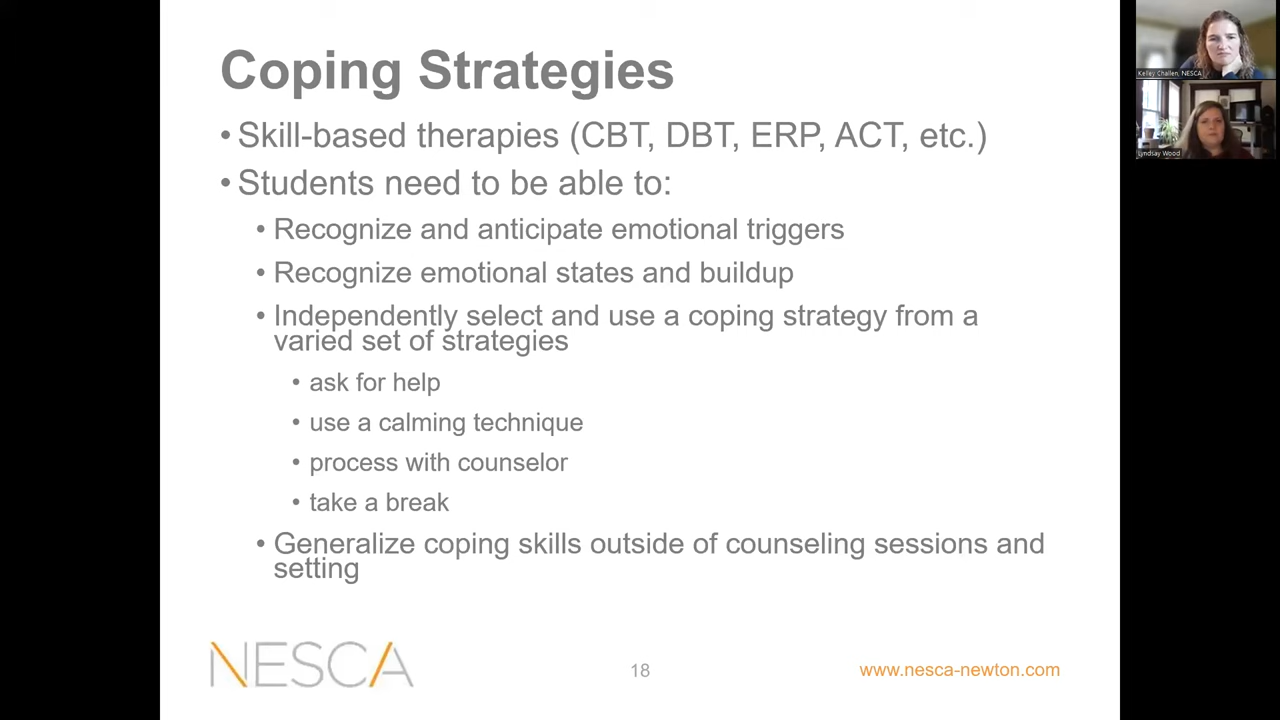 Coping Strategies
• Skill-based therapies (CBT, DBT, ERP, ACT, etc.)
• Students need to be able to:
• Recognize and anticipate emotional triggers
• Recognize emotional states and buildup
• Independently select and use a coping strategy from a
varied set of strategies
• ask for help
• use a calming technique
• process with counselor
• take a break
• Generalize coping skills outside of counseling sessions and
setting
NESCA
18
www.nesca-newton.com
Kelley Challen, NESCA
Lyndsay Wood